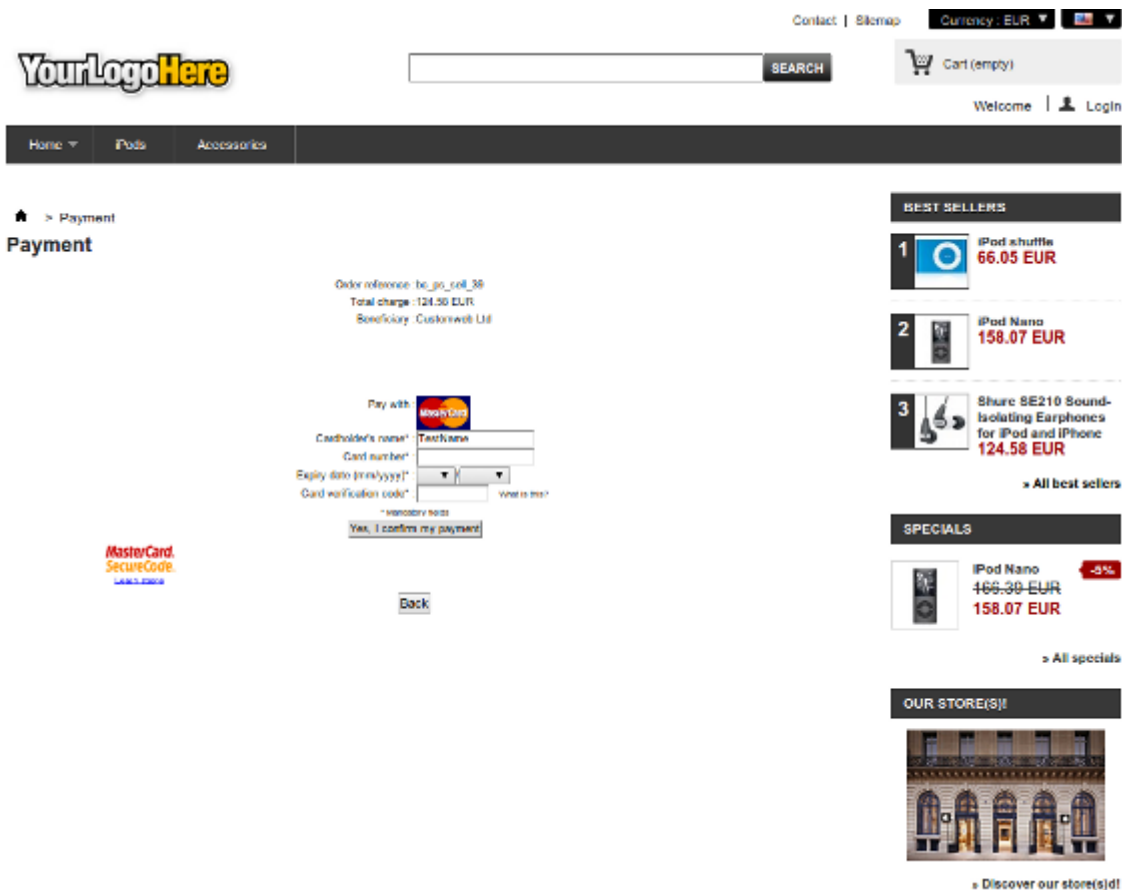 Contact | Sitemap
Currency : EUR ▼
YourLogoHere
SEARCH
Cart (empty)
Welcome | Login
Home
iPods
Accessories
> Payment
Payment
Order reference :
Total charge : 124.58 EUR
Beneficiary : Customweb Ltd
Pay with :
MasterCard
Cardholder's name* : TestName
Card number* :
Expiry date (mm/yyyy)* : /
Card verification code* : What is this?
* Mandatory fields
Yes, I confirm my payment
MasterCard.
SecureCode.
Learn more
Back
BEST SELLERS
1
iPod shuffle
66.05 EUR
2
iPod Nano
158.07 EUR
3
Shure SE210 Sound-
Isolating Earphones
for iPod and iPhone
124.58 EUR
» All best sellers
SPECIALS
iPod Nano
-5%
166.39 EUR
158.07 EUR
» All specials
OUR STORE(S)!
» Discover our store(s)d!